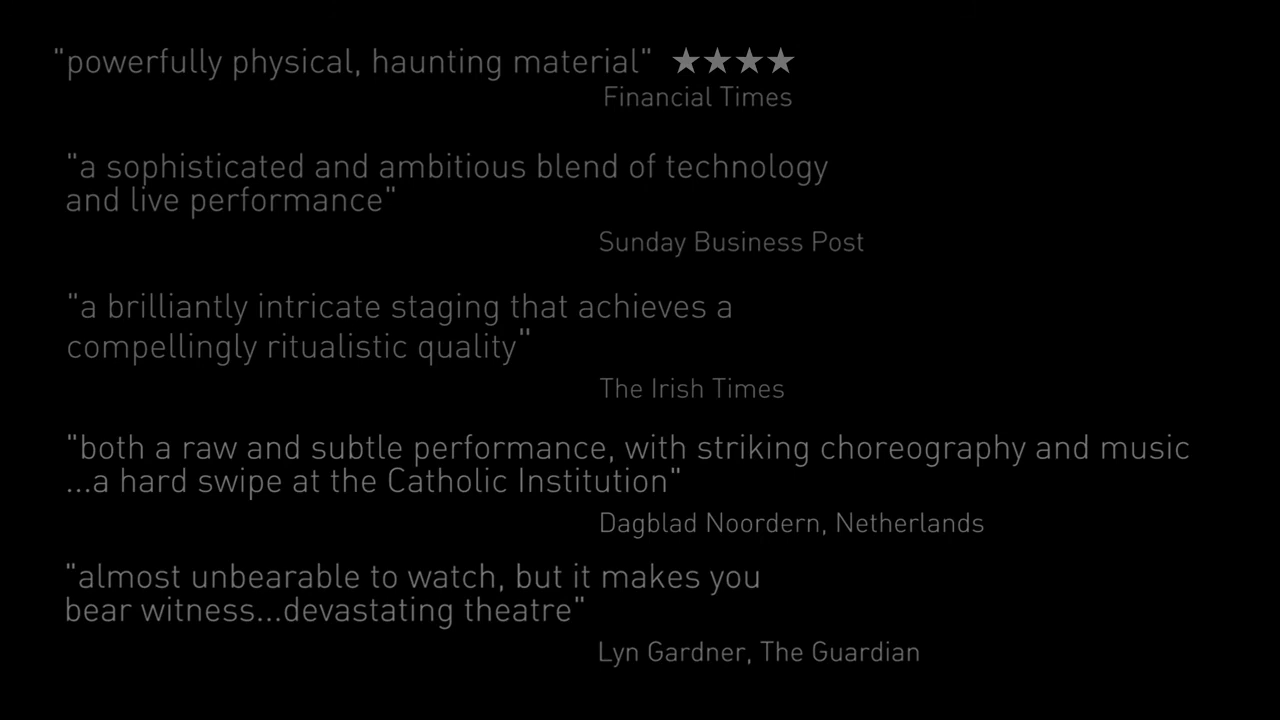 "powerfully physical, haunting material" ★★★★
Financial Times
"a sophisticated and ambitious blend of technology
and live performance"
Sunday Business Post
"a brilliantly intricate staging that achieves a
compellingly ritualistic quality"
The Irish Times
"both a raw and subtle performance, with striking choreography and music
...a hard swipe at the Catholic Institution"
Dagblad Noordern, Netherlands
"almost unbearable to watch, but it makes you
bear witness...devastating theatre"
Lyn Gardner, The Guardian